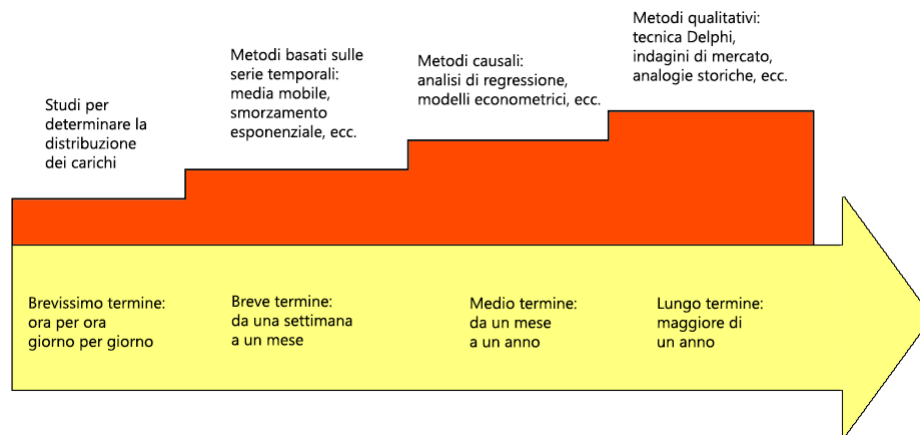 Studi per
determinare la
distribuzione
dei carichi
Metodi basati sulle
serie temporali:
media mobile,
smorzamento
esponenziale, ecc.
Metodi causali:
analisi di regressione,
modelli econometrici, ecc.
Metodi qualitativi:
tecnica Delphi,
indagini di mercato,
analogie storiche, ecc.
Brevissimo termine:
ora per ora
giorno per giorno
Breve termine:
da una settimana
a un mese
Medio termine:
da un mese
a un anno
Lungo termine:
maggiore di
un anno